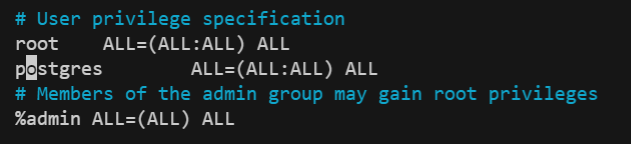 # User privilege specification
root    ALL=(ALL:ALL) ALL
postgres        ALL=(ALL:ALL) ALL
# Members of the admin group may gain root privileges
%admin ALL=(ALL) ALL